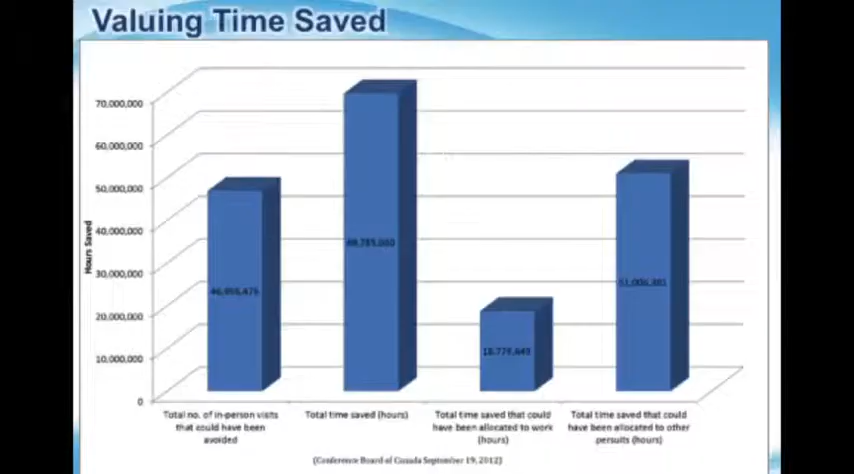 Valuing Time Saved
Hours Saved
70,000,000
60,000,000
50,000,000
40,000,000
30,000,000
20,000,000
10,000,000
0
Total no. of in-person visits
that could have been
avoided
Total time saved (hours)
Total time saved that could
have been allocated to work
(hours)
Total time saved that could
have been allocated to other
persuits (hours)
(Conference Board of Canada September 19, 2012)